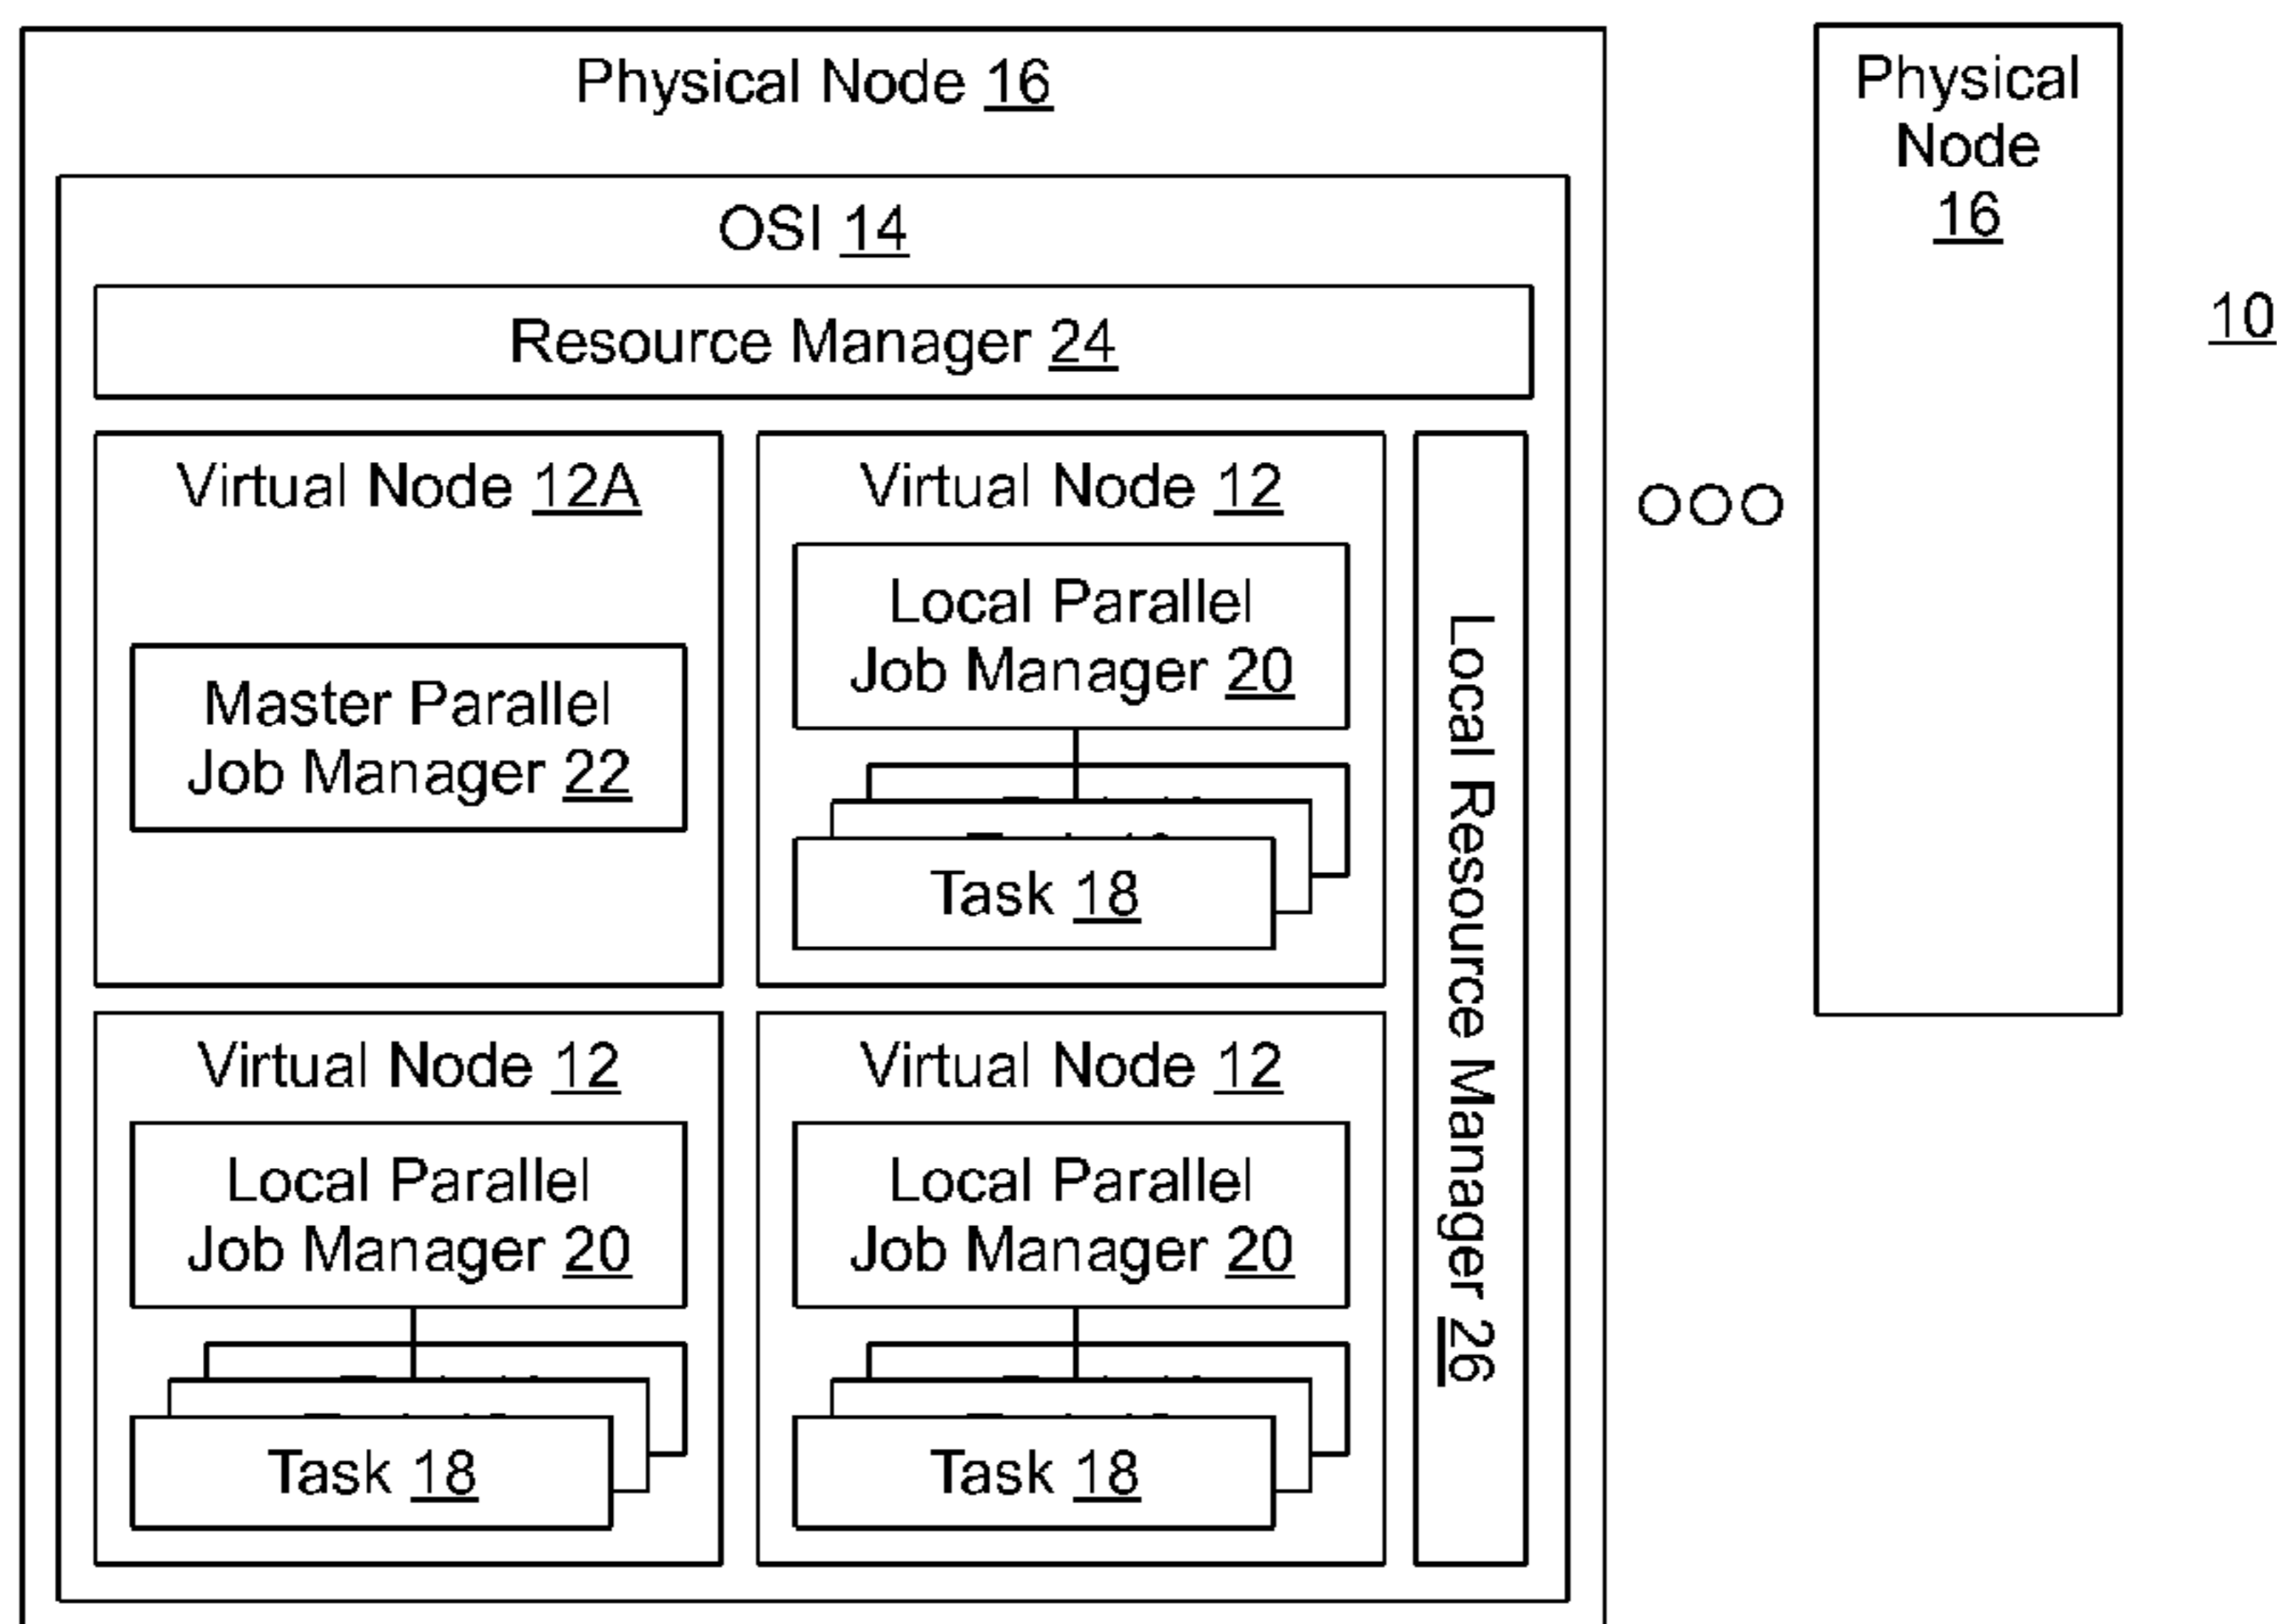 Physical Node 16
OSI 14
Resource Manager 24
Virtual Node 12A
Master Parallel
Job Manager 22
Virtual Node 12
Local Parallel
Job Manager 20
Task 18
Virtual Node 12
Local Parallel
Job Manager 20
Task 18
Virtual Node 12
Local Parallel
Job Manager 20
Task 18
Local Resource Manager 26
Physical
Node
16
10